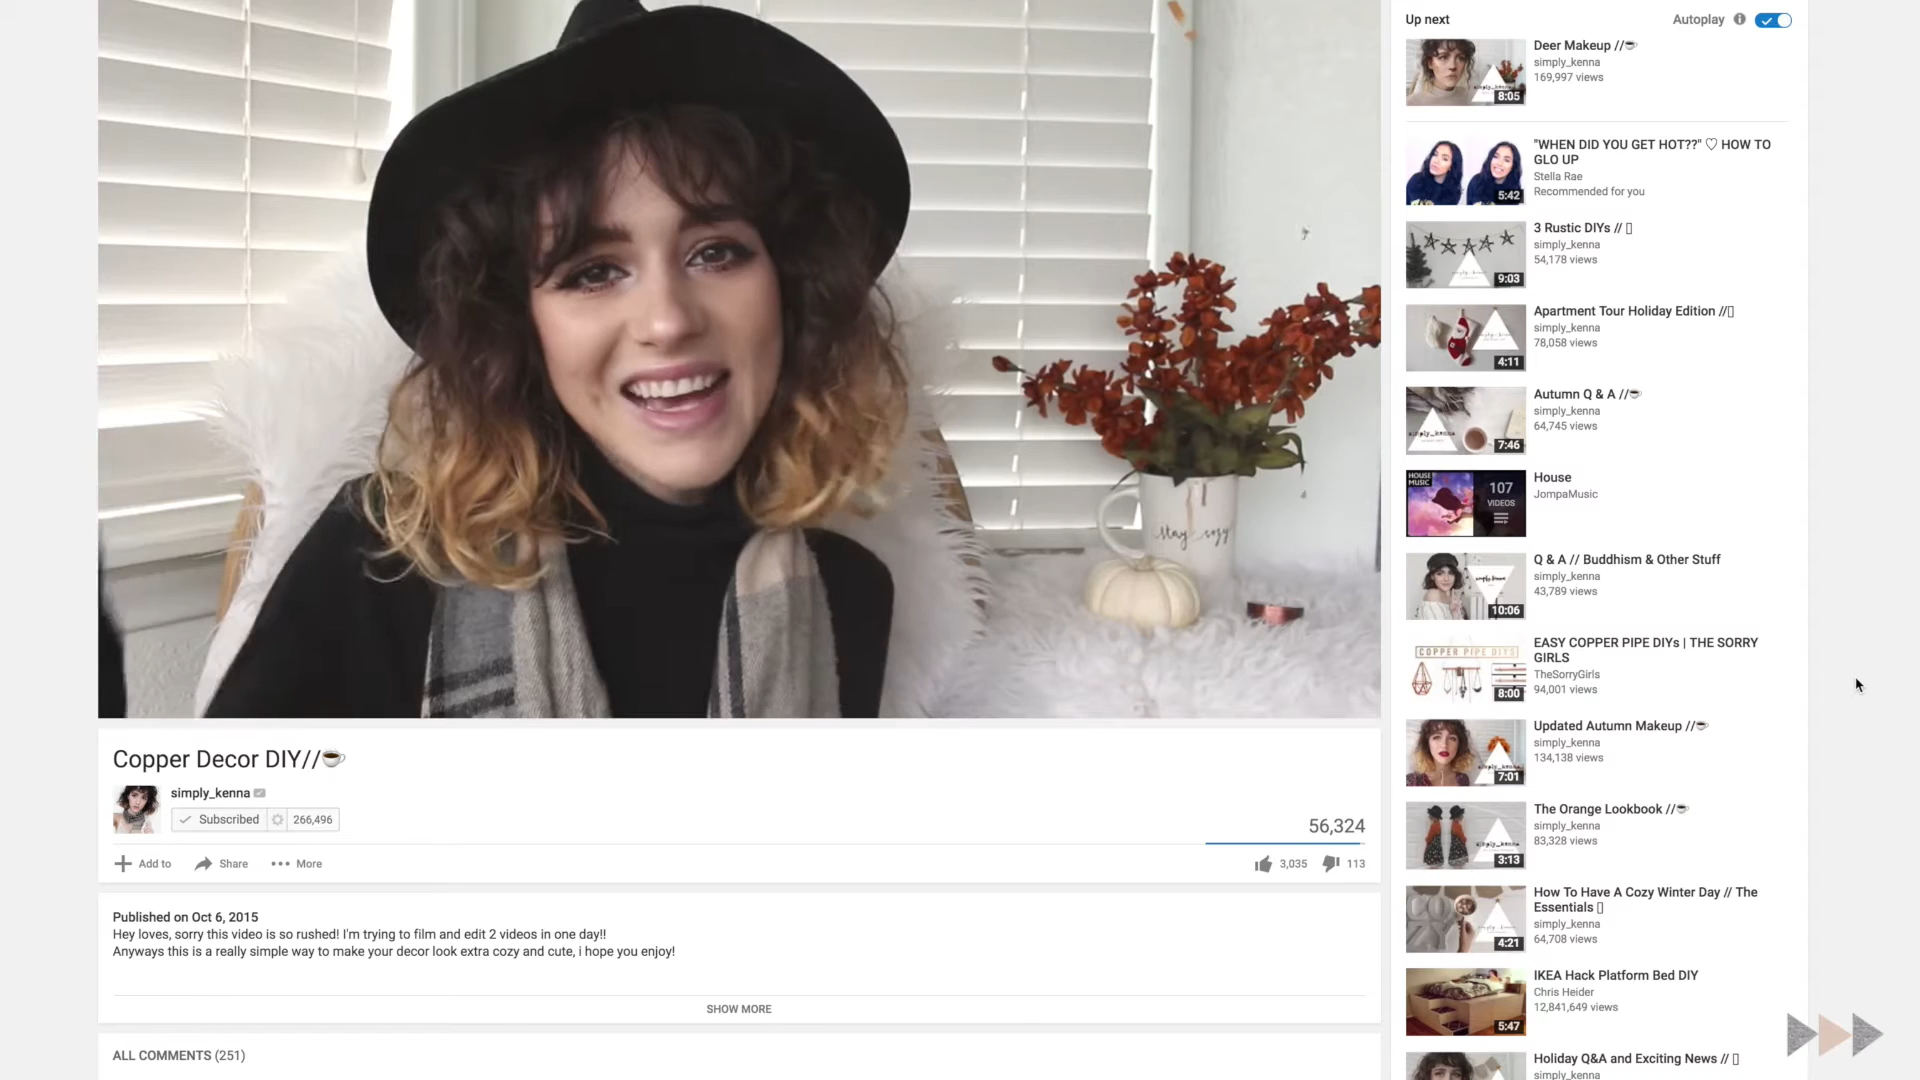 stay cozy
Copper Decor DIY//☕
simply_kenna
Subscribed 266,496
56,324
Add to Share More
3,035 113
Published on Oct 6, 2015
Hey loves, sorry this video is so rushed! I'm trying to film and edit 2 videos in one day!!
Anyways this is a really simple way to make your decor look extra cozy and cute, i hope you enjoy!
SHOW MORE
ALL COMMENTS (251)
Up next Autoplay
Deer Makeup //☕
simply_kenna
169,997 views
8:05
"WHEN DID YOU GET HOT??" ♡ HOW TO
GLO UP
Stella Rae
Recommended for you
5:42
3 Rustic DIYs //
simply_kenna
54,178 views
9:03
Apartment Tour Holiday Edition //
simply_kenna
78,058 views
4:11
Autumn Q & A //☕
simply_kenna
64,745 views
simply_kenna
7:46
House
JompaMusic
HOUSE
MUSIC
107
VIDEOS
Q & A // Buddhism & Other Stuff
simply_kenna
43,789 views
10:06
EASY COPPER PIPE DIYs | THE SORRY
GIRLS
TheSorryGirls
94,001 views
COPPER PIPE DIYS
8:00
Updated Autumn Makeup //☕
simply_kenna
134,138 views
7:01
The Orange Lookbook //☕
simply_kenna
83,328 views
3:13
How To Have A Cozy Winter Day // The
Essentials
simply_kenna
64,708 views
4:21
IKEA Hack Platform Bed DIY
Chris Heider
12,841,649 views
5:47
Holiday Q&A and Exciting News //
simply_kenna